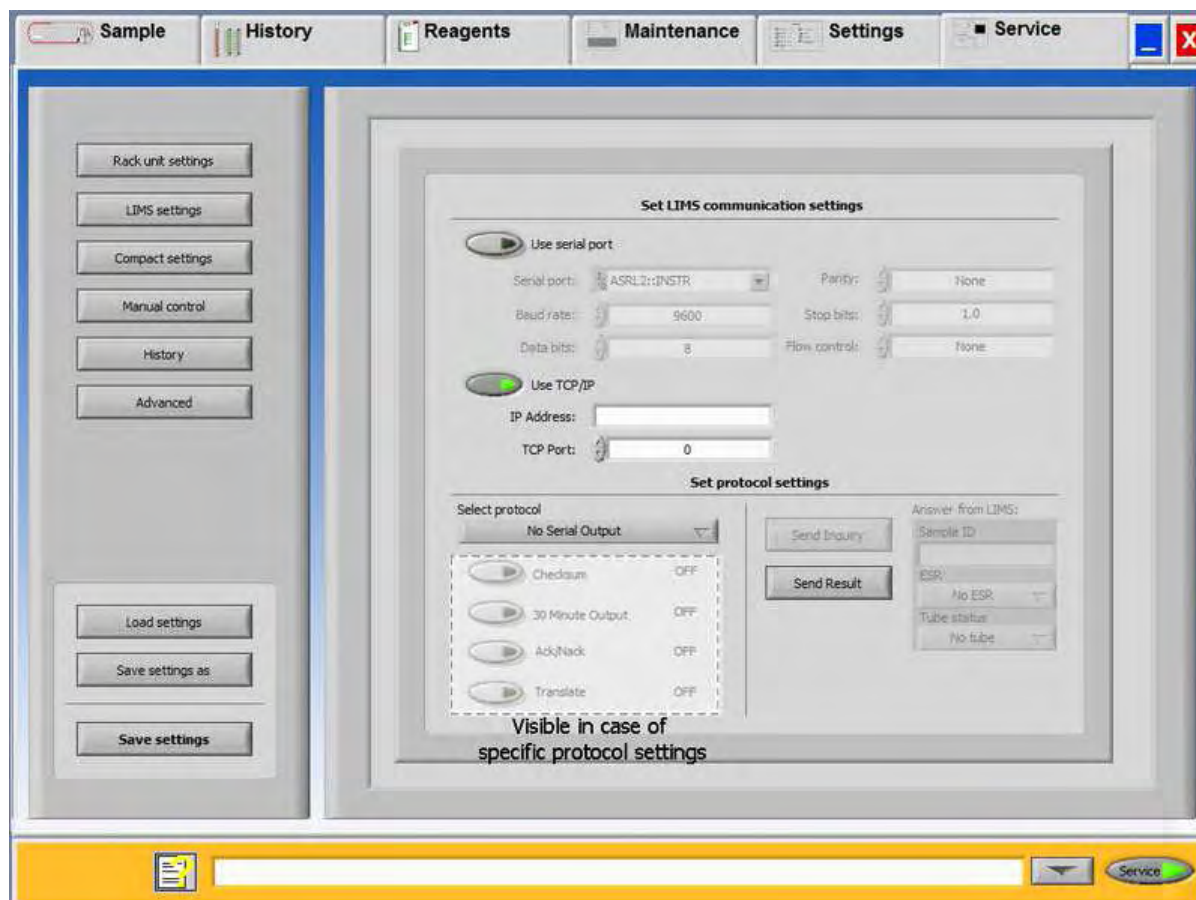 Sample History Reagents Maintenance Settings Service _ X
Rack unit settings
LIMS settings
Compact settings
Manual control
History
Advanced
Load settings
Save settings as
Save settings
Set LIMS communication settings
Use serial port
Serial port: ASRL2::INSTR Parity: None
Baud rate: 9600 Stop bits: 1.0
Data bits: 8 Flow control: None
Use TCP/IP
IP Address:
TCP Port: 0
Set protocol settings
Select protocol
No Serial Output
Checksum OFF
30 Minute Output OFF
Ack/Nack OFF
Translate OFF
Visible in case of
specific protocol settings
Send Inquiry
Send Result
Answer from LIMS:
Sample ID
ESR
No ESR
Tube status
No tube
Service